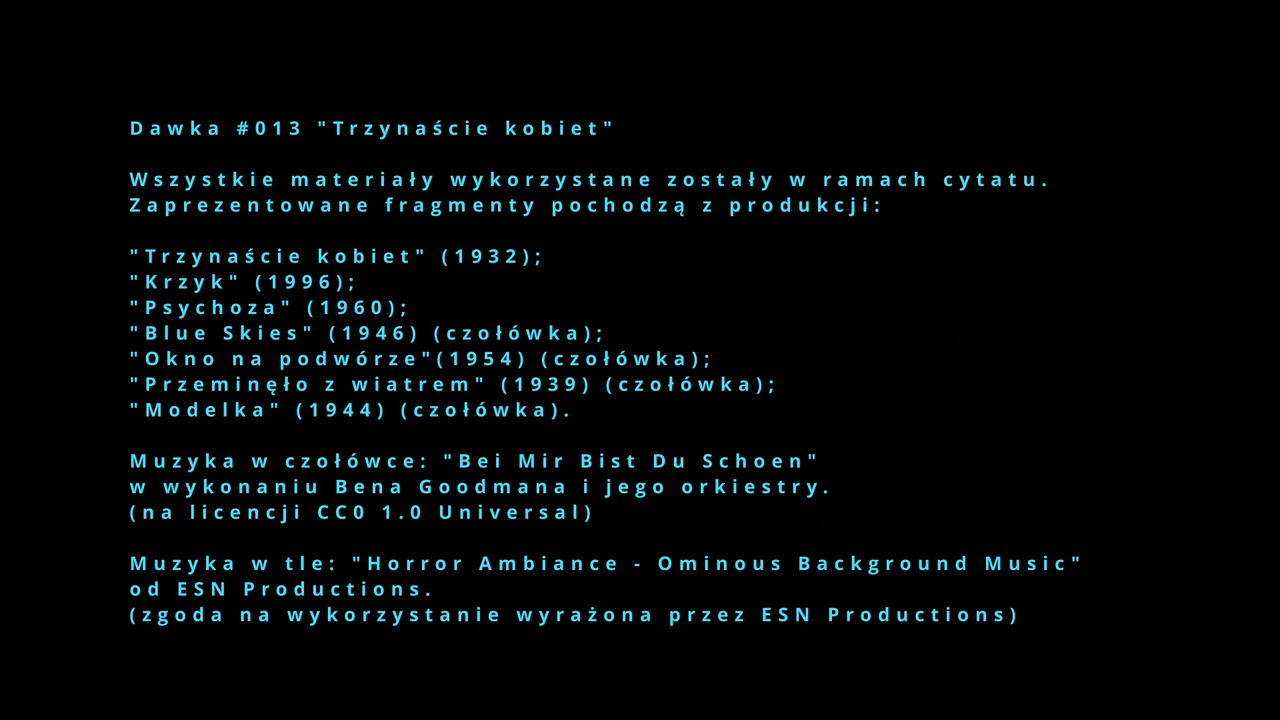 Dawka #013 "Trzynaście kobiet"
Wszystkie materiały wykorzystane zostały w ramach cytatu.
Zaprezentowane fragmenty pochodzą z produkcji:
"Trzynaście kobiet" (1932);
"Krzyk" (1996);
"Psychoza" (1960);
"Blue Skies" (1946) (czołówka);
"Okno na podwórze"(1954) (czołówka);
"Przeminęło z wiatrem" (1939) (czołówka);
"Modelka" (1944) (czołówka).
Muzyka w czołówce: "Bei Mir Bist Du Schoen"
w wykonaniu Bena Goodmana i jego orkiestry.
(na licencji CC0 1.0 Universal)
Muzyka w tle: "Horror Ambiance - Ominous Background Music"
od ESN Productions.
(zgoda na wykorzystanie wyrażona przez ESN Productions)